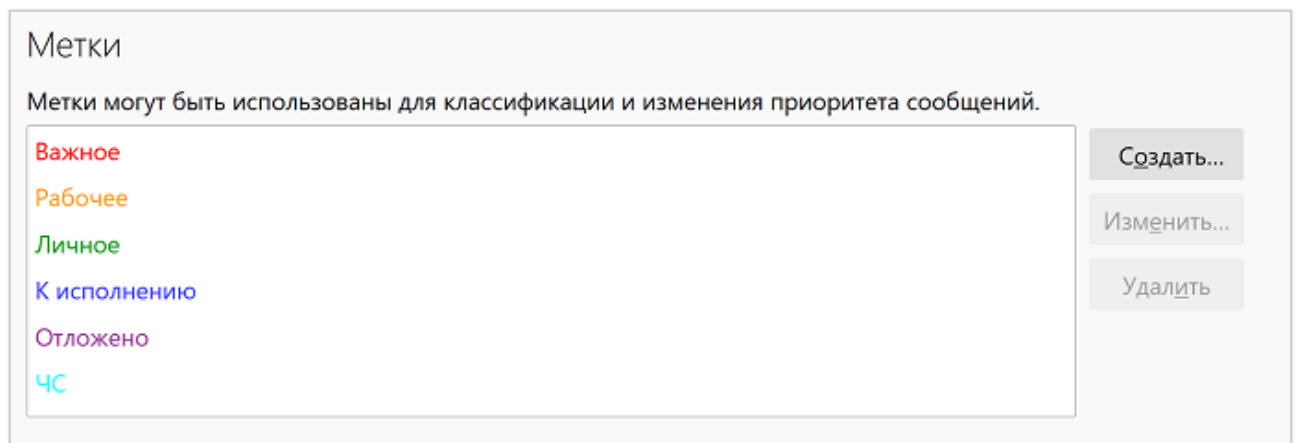 Метки
Метки могут быть использованы для классификации и изменения приоритета сообщений.
Важное
Рабочее
Личное
К исполнению
Отложено
ЧС
Создать...
Изменить...
Удалить